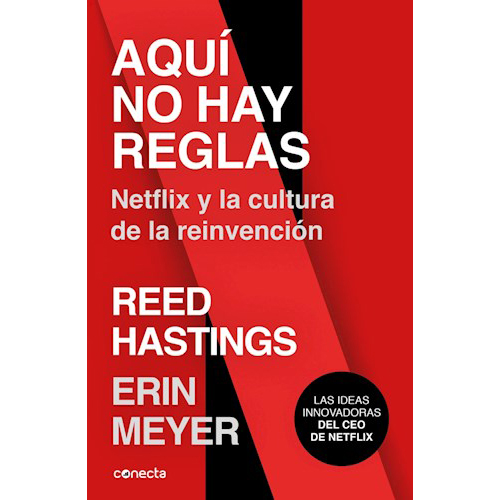 AQUÍ
NO HAY
REGLAS
Netflix y la cultura
de la reinvención
REED
HASTINGS
ERIN
MEYER
LAS IDEAS
INNOVADORAS
DEL CEO
DE NETFLIX
conecta